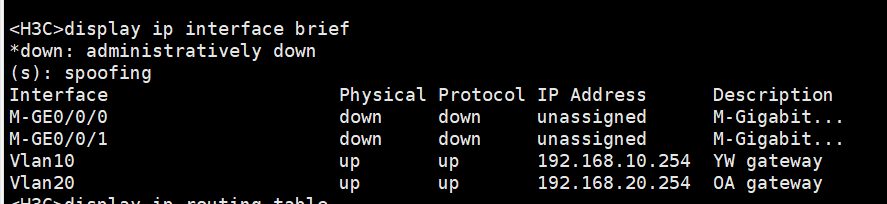 <H3C>display ip interface brief
*down: administratively down
(s): spoofing
Interface Physical Protocol IP Address Description
M-GE0/0/0 down down unassigned M-Gigabit...
M-GE0/0/1 down down unassigned M-Gigabit...
Vlan10 up up 192.168.10.254 YW gateway
Vlan20 up up 192.168.20.254 OA gateway
<H3C>display ip routing-table